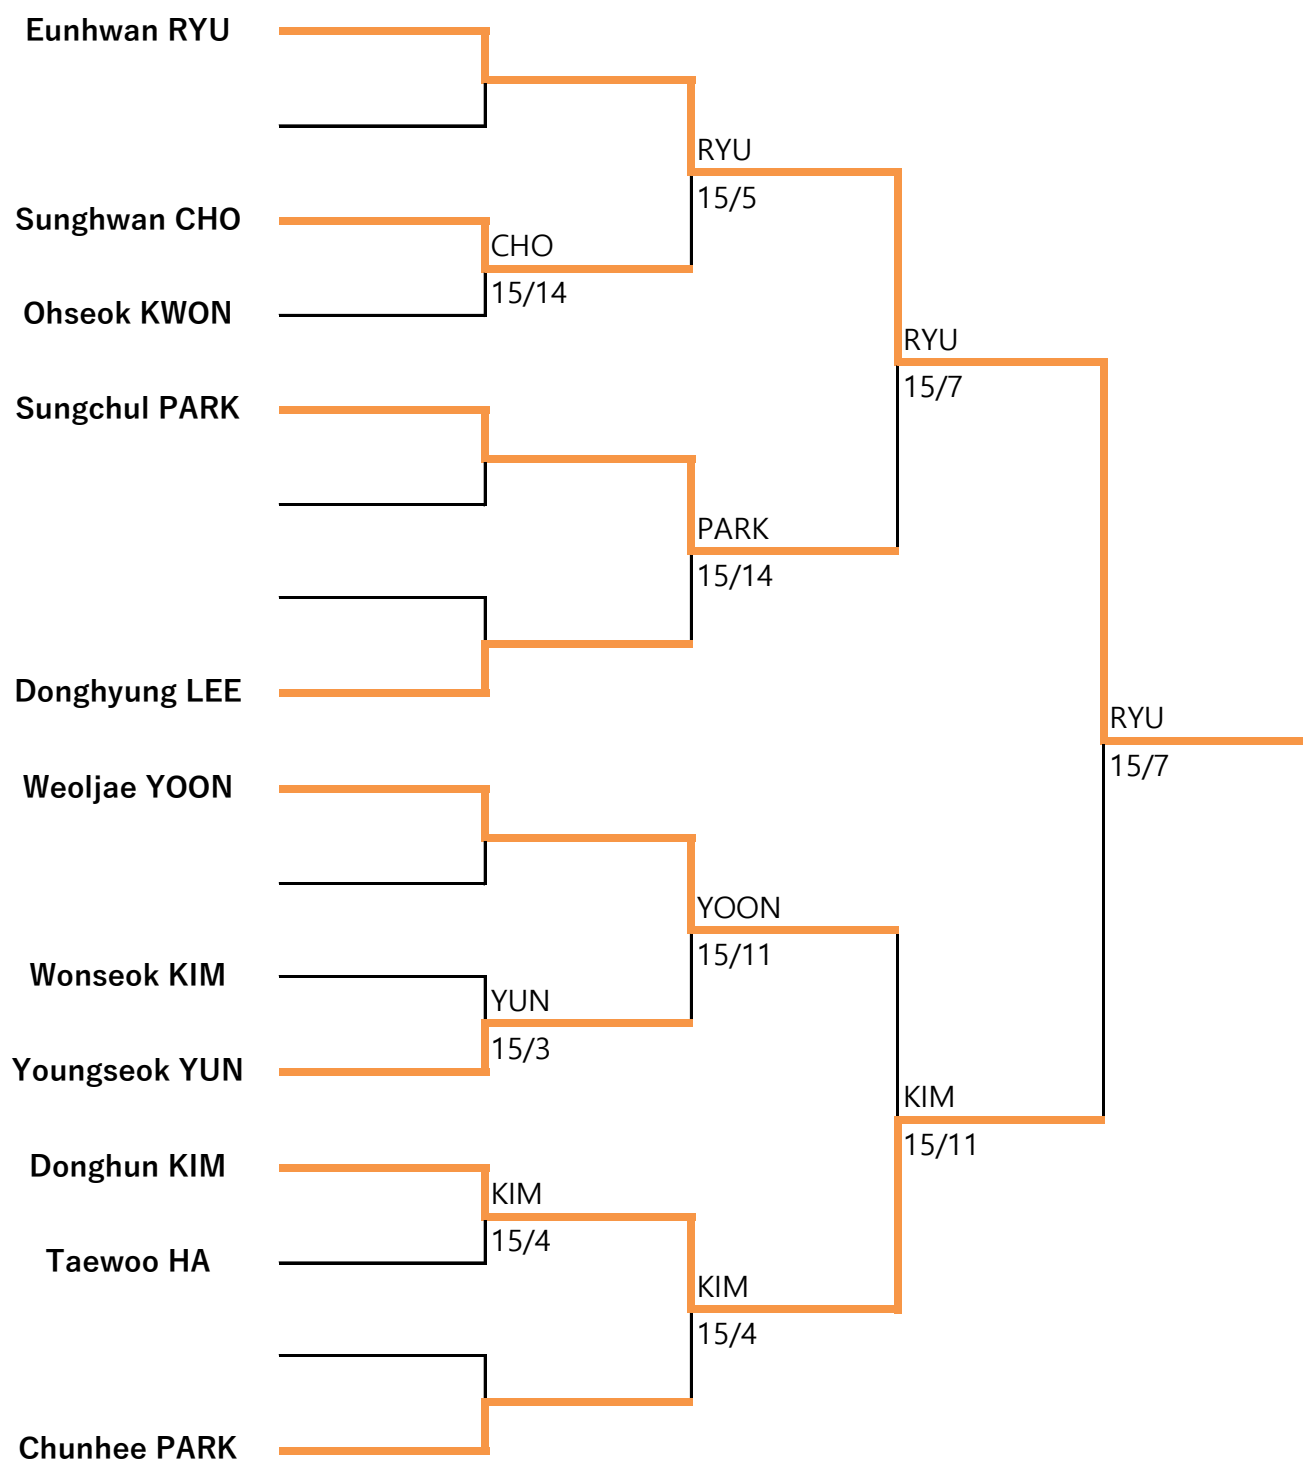 Eunhwan RYU
RYU
15/5
Sunghwan CHO
CHO
15/14
Ohseok KWON
RYU
15/7
Sungchul PARK
PARK
15/14
Donghyung LEE
RYU
15/7
Weoljae YOON
YOON
15/11
Wonseok KIM
YUN
15/3
Youngseok YUN
KIM
15/11
Donghun KIM
KIM
15/4
Taewoo HA
KIM
15/4
Chunhee PARK